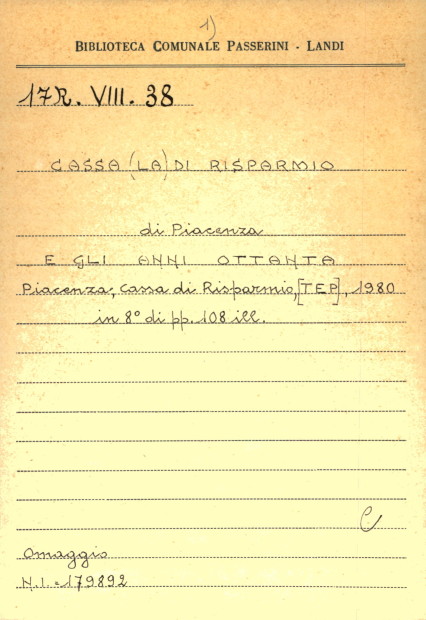 1)
BIBLIOTECA COMUNALE PASSERINI - LANDI
17R. VIII. 38
CASSA (LA) DI RISPARMIO
di Piacenza
E GLI ANNI OTTANTA
Piacenza, Cassa di Risparmio, [TEP], 1980
in 8° di pp. 108 ill.
C
Omaggio
N.I. = 179892